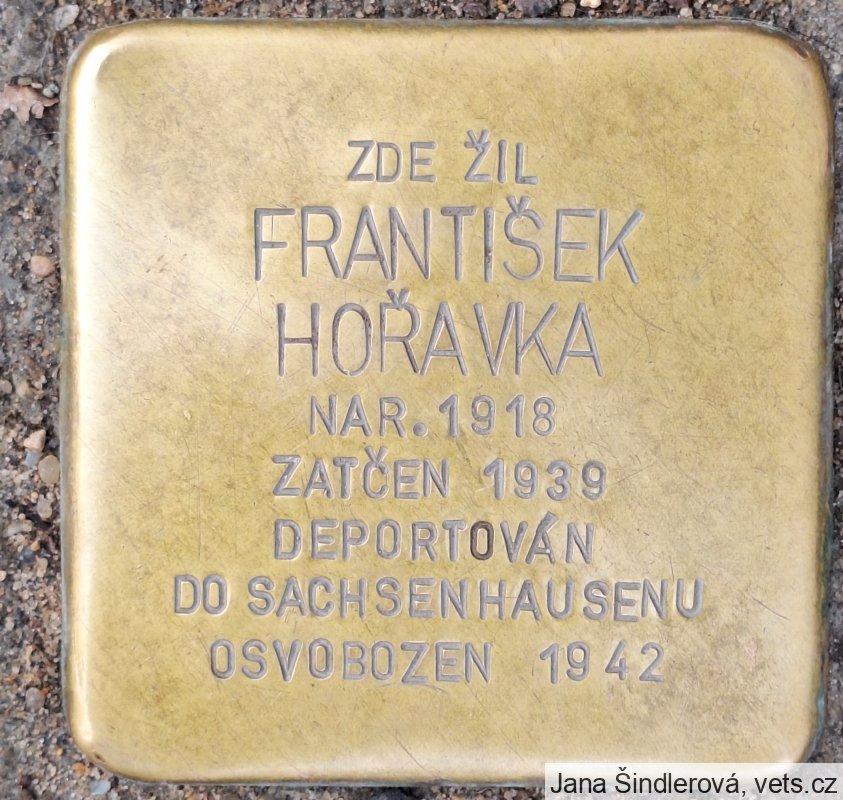 ZDE ŽIL
FRANTIŠEK
HOŘAVKA
NAR. 1918
ZATČEN 1939
DEPORTOVÁN
DO SACHSENHAUSENU
OSVOBOZEN 1942
Jana Šindlerová, vets.cz